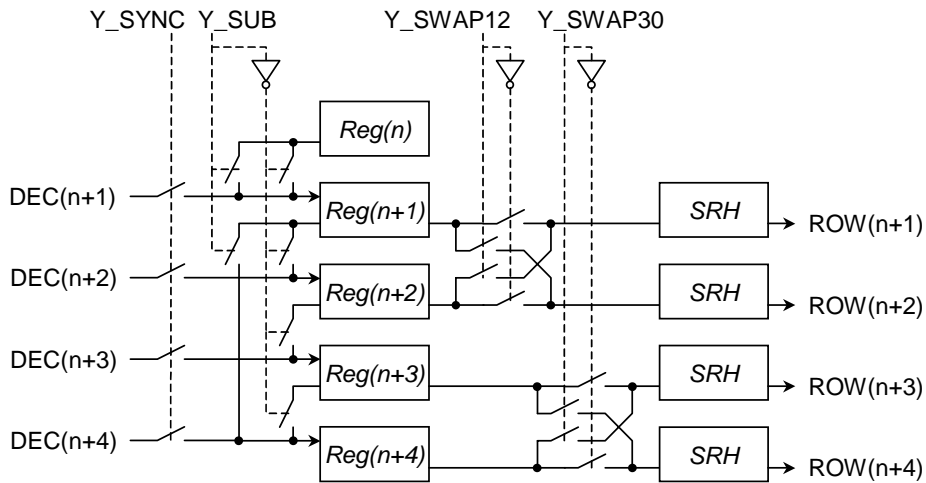 Y_SYNC Y_SUB Y_SWAP12 Y_SWAP30
Reg(n)
DEC(n+1) Reg(n+1) SRH ROW(n+1)
DEC(n+2) Reg(n+2) SRH ROW(n+2)
DEC(n+3) Reg(n+3) SRH ROW(n+3)
DEC(n+4) Reg(n+4) SRH ROW(n+4)